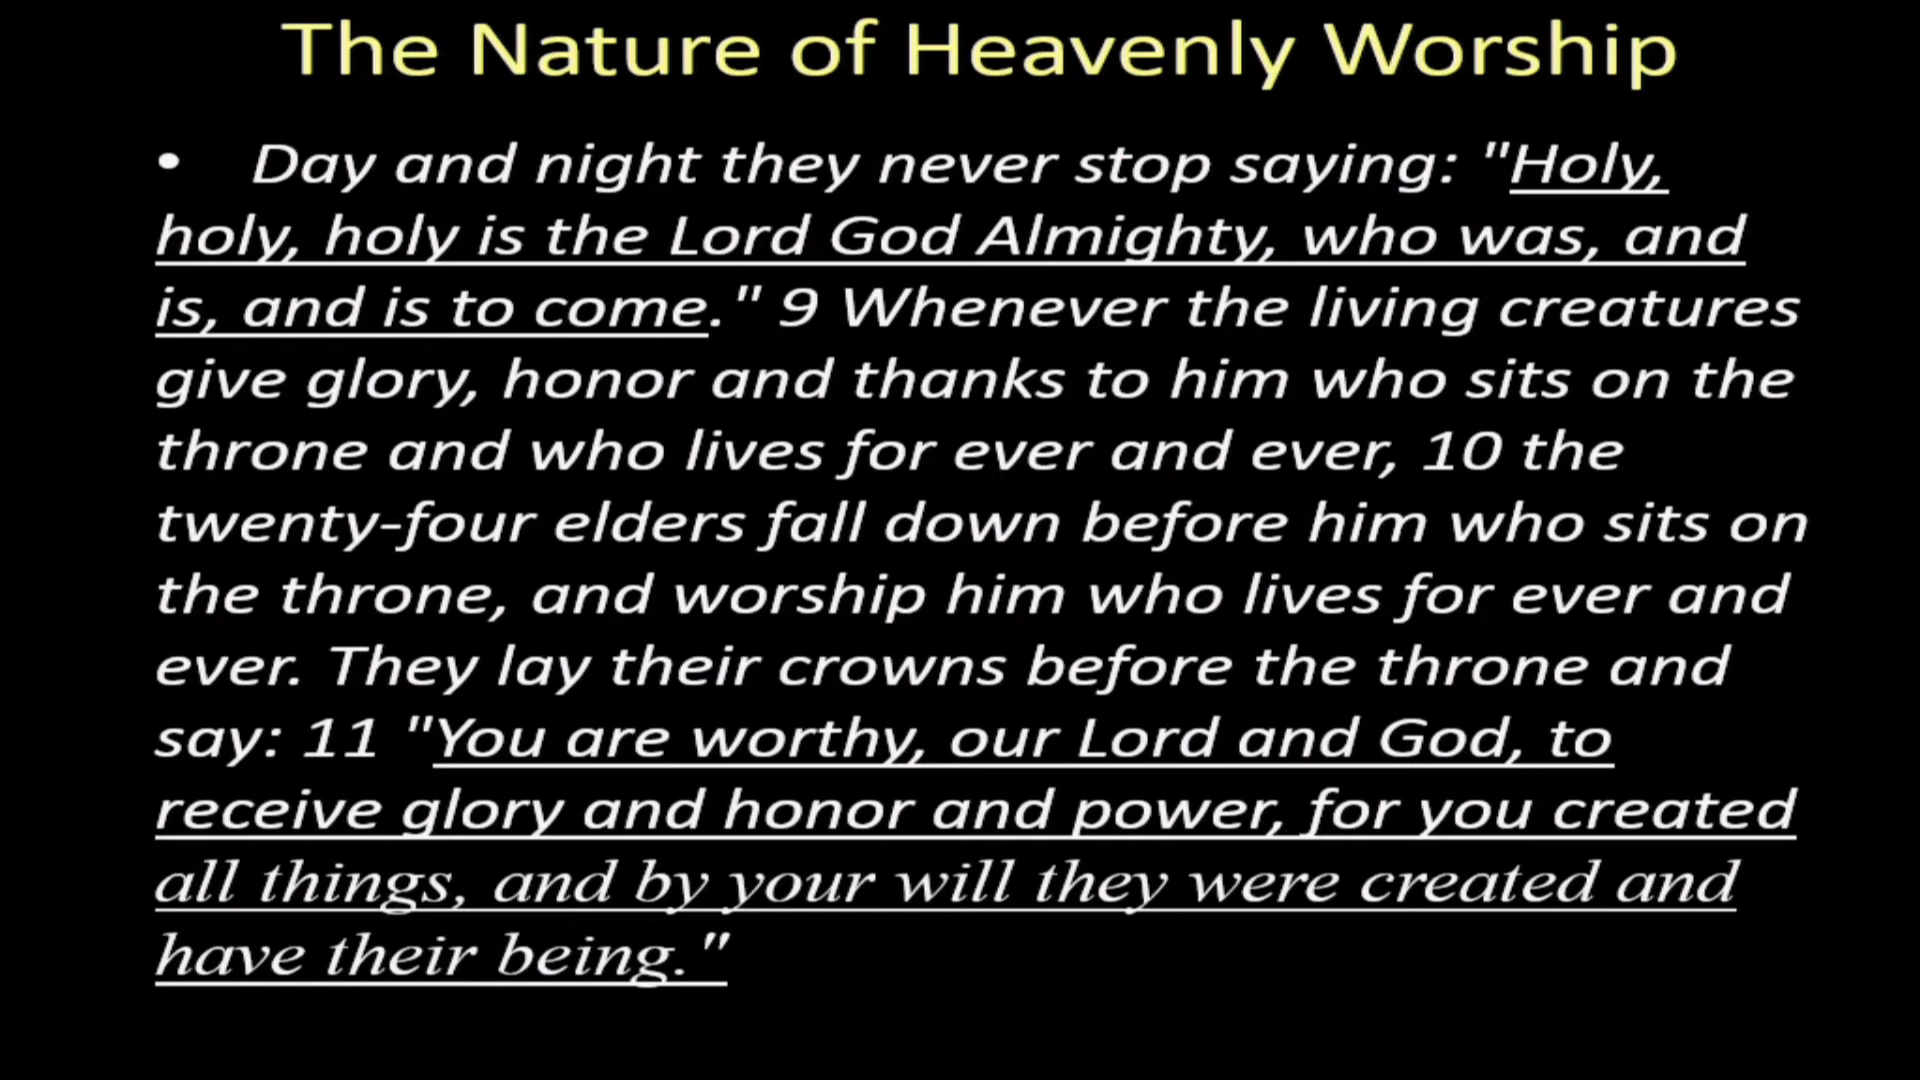 The Nature of Heavenly Worship
• Day and night they never stop saying: "Holy,
holy, holy is the Lord God Almighty, who was, and
is, and is to come." 9 Whenever the living creatures
give glory, honor and thanks to him who sits on the
throne and who lives for ever and ever, 10 the
twenty-four elders fall down before him who sits on
the throne, and worship him who lives for ever and
ever. They lay their crowns before the throne and
say: 11 "You are worthy, our Lord and God, to
receive glory and honor and power, for you created
all things, and by your will they were created and
have their being."